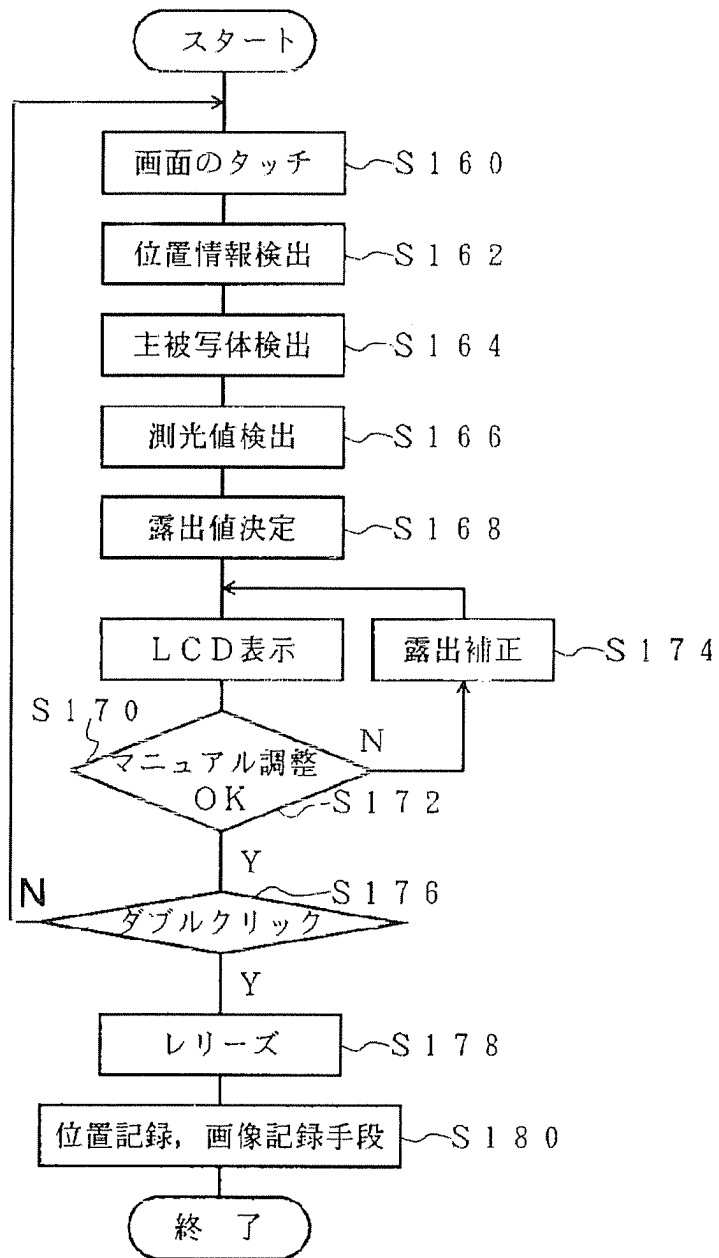 スタート
画面のタッチ
S160
位置情報検出
S162
主被写体検出
S164
測光値検出
S166
露出値決定
S168
LCD表示
露出補正
S174
S170
マニュアル調整
OK
N
S172
Y
N
S176
ダブルクリック
Y
レリーズ
S178
位置記録，画像記録手段
S180
終了